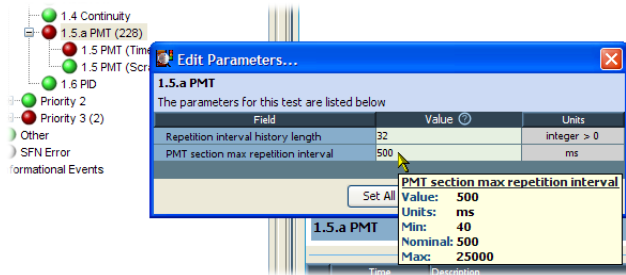 1.4 Continuity
1.5.a PMT (228)
1.5 PMT (Time
1.5 PMT (Scra
1.6 PID
Priority 2
Priority 3 (2)
Other
SFN Error
formational Events
Edit Parameters...
1.5.a PMT
The parameters for this test are listed below
Field Value Units
Repetition interval history length 32 integer > 0
PMT section max repetition interval 500 ms
Set All
PMT section max repetition interval
Value: 500
Units: ms
Min: 40
Nominal: 500
Max: 25000
1.5.a PMT
Time Description